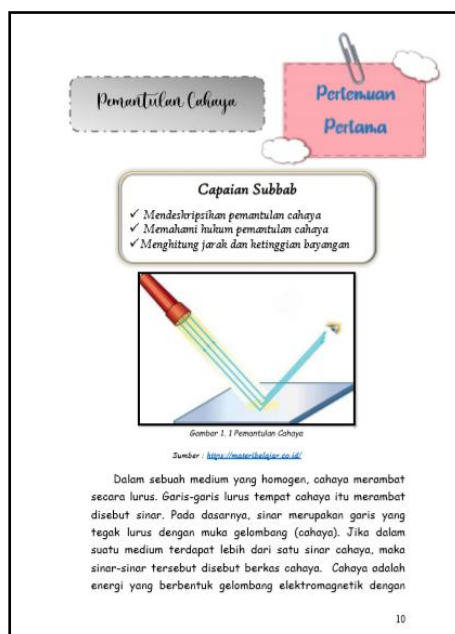 Pemantulan Cahaya
Pertemuan
Pertama
Capaian Subbab
✓ Mendeskripsikan pemantulan cahaya
✓ Memahami hukum pemantulan cahaya
✓ Menghitung jarak dan ketinggian bayangan
Gambar 1. 1 Pemantulan Cahaya
Sumber : https://materibelajar.co.id/
Dalam sebuah medium yang homogen, cahaya merambat
secara lurus. Garis-garis lurus tempat cahaya itu merambat
disebut sinar. Pada dasarnya, sinar merupakan garis yang
tegak lurus dengan muka gelombang (cahaya). Jika dalam
suatu medium terdapat lebih dari satu sinar cahaya, maka
sinar-sinar tersebut disebut berkas cahaya. Cahaya adalah
energi yang berbentuk gelombang elektromagnetik dengan
10